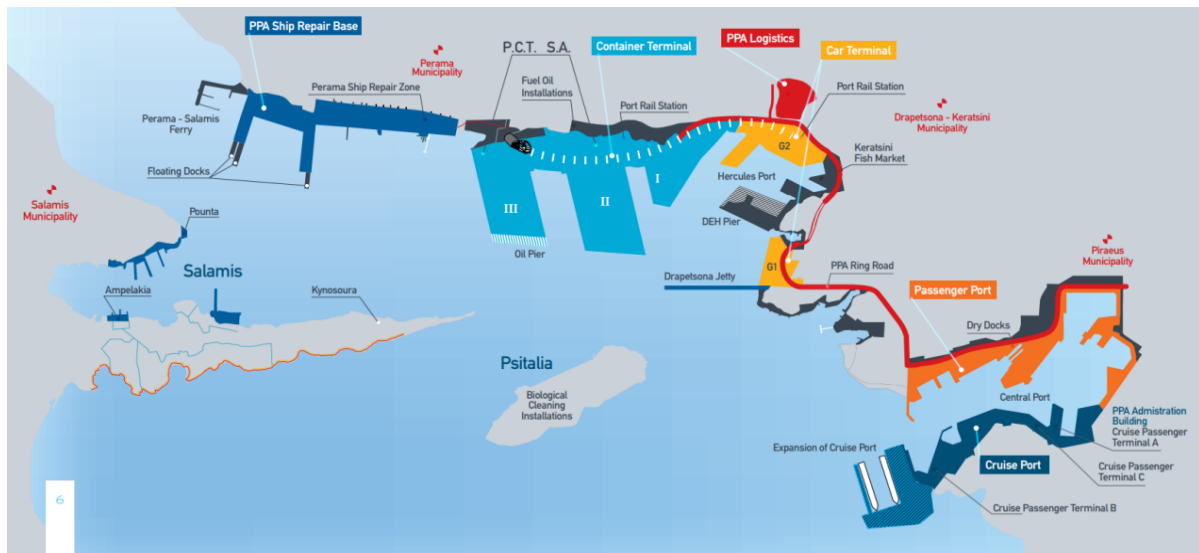 PPA Ship Repair Base
Perama
Municipality
P.C.T. S.A.
Container Terminal
PPA Logistics
Car Terminal
Fuel Oil
Installations
Port Rail Station
Port Rail Station
Perama Ship Repair Zone
Perama - Salamis
Ferry
Drapetsona - Keratsini
Municipality
G2
Keratsini
Fish Market
Floating Docks
I
Hercules Port
Salamis
Municipality
III
II
DEH Pier
Pounta
Oil Pier
Piraeus
Municipality
Salamis
G1
PPA Ring Road
Drapetsona Jetty
Ampelakia
Kynosoura
Passenger Port
Dry Docks
Psitalia
Biological
Cleaning
Installations
Central Port
PPA Admistration
Building
Cruise Passenger
Terminal A
Expansion of Cruise Port
Cruise Port
Cruise Passenger
Terminal C
Cruise Passenger Terminal B
6